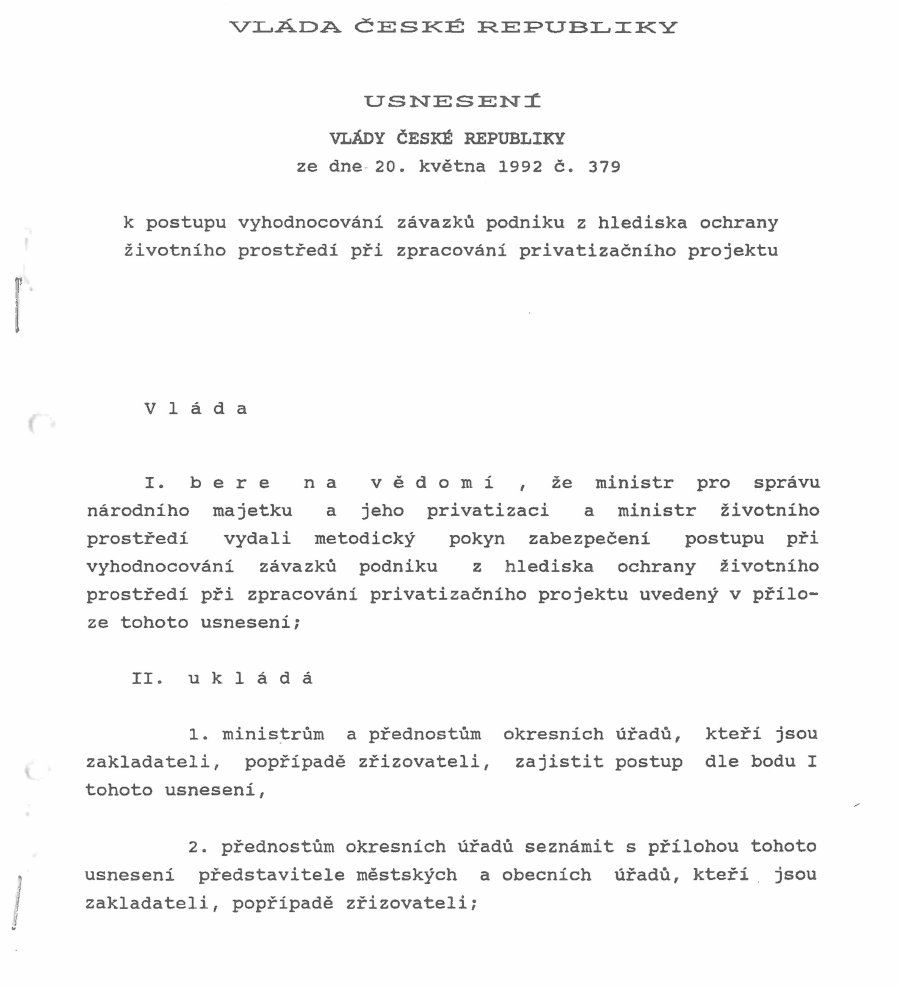 VLÁDA ČESKÉ REPUBLIKY
USNESENÍ
VLÁDY ČESKÉ REPUBLIKY
ze dne 20. května 1992 č. 379
k postupu vyhodnocování závazků podniku z hlediska ochrany
životního prostředí při zpracování privatizačního projektu
V l á d a
I. b e r e n a v ě d o m í , že ministr pro správu
národního majetku a jeho privatizaci a ministr životního
prostředí vydali metodický pokyn zabezpečení postupu při
vyhodnocování závazků podniku z hlediska ochrany životního
prostředí při zpracování privatizačního projektu uvedený v přílo-
ze tohoto usnesení;
II. u k l á d á
1. ministrům a přednostům okresních úřadů, kteří jsou
zakladateli, popřípadě zřizovateli, zajistit postup dle bodu I
tohoto usnesení,
2. přednostům okresních úřadů seznámit s přílohou tohoto
usnesení představitele městských a obecních úřadů, kteří jsou
zakladateli, popřípadě zřizovateli;